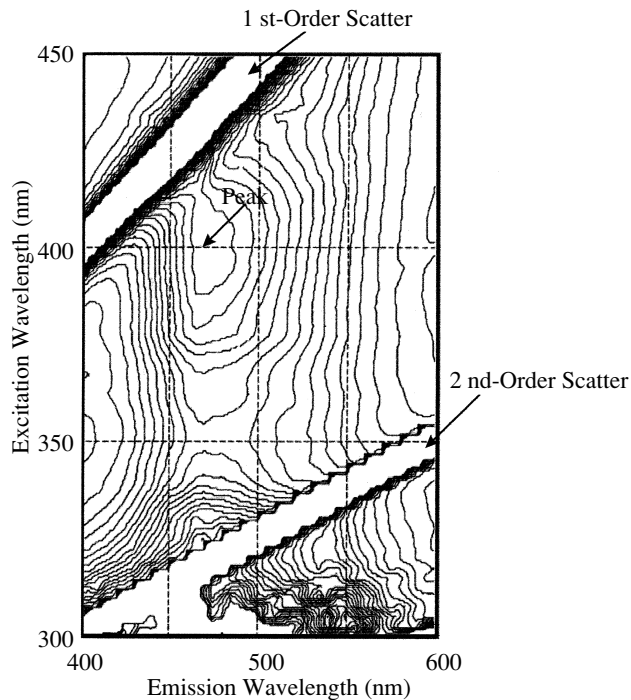 1 st-Order Scatter
450
Peak
400
Excitation Wavelength (nm)
2 nd-Order Scatter
350
300
400 500 600
Emission Wavelength (nm)